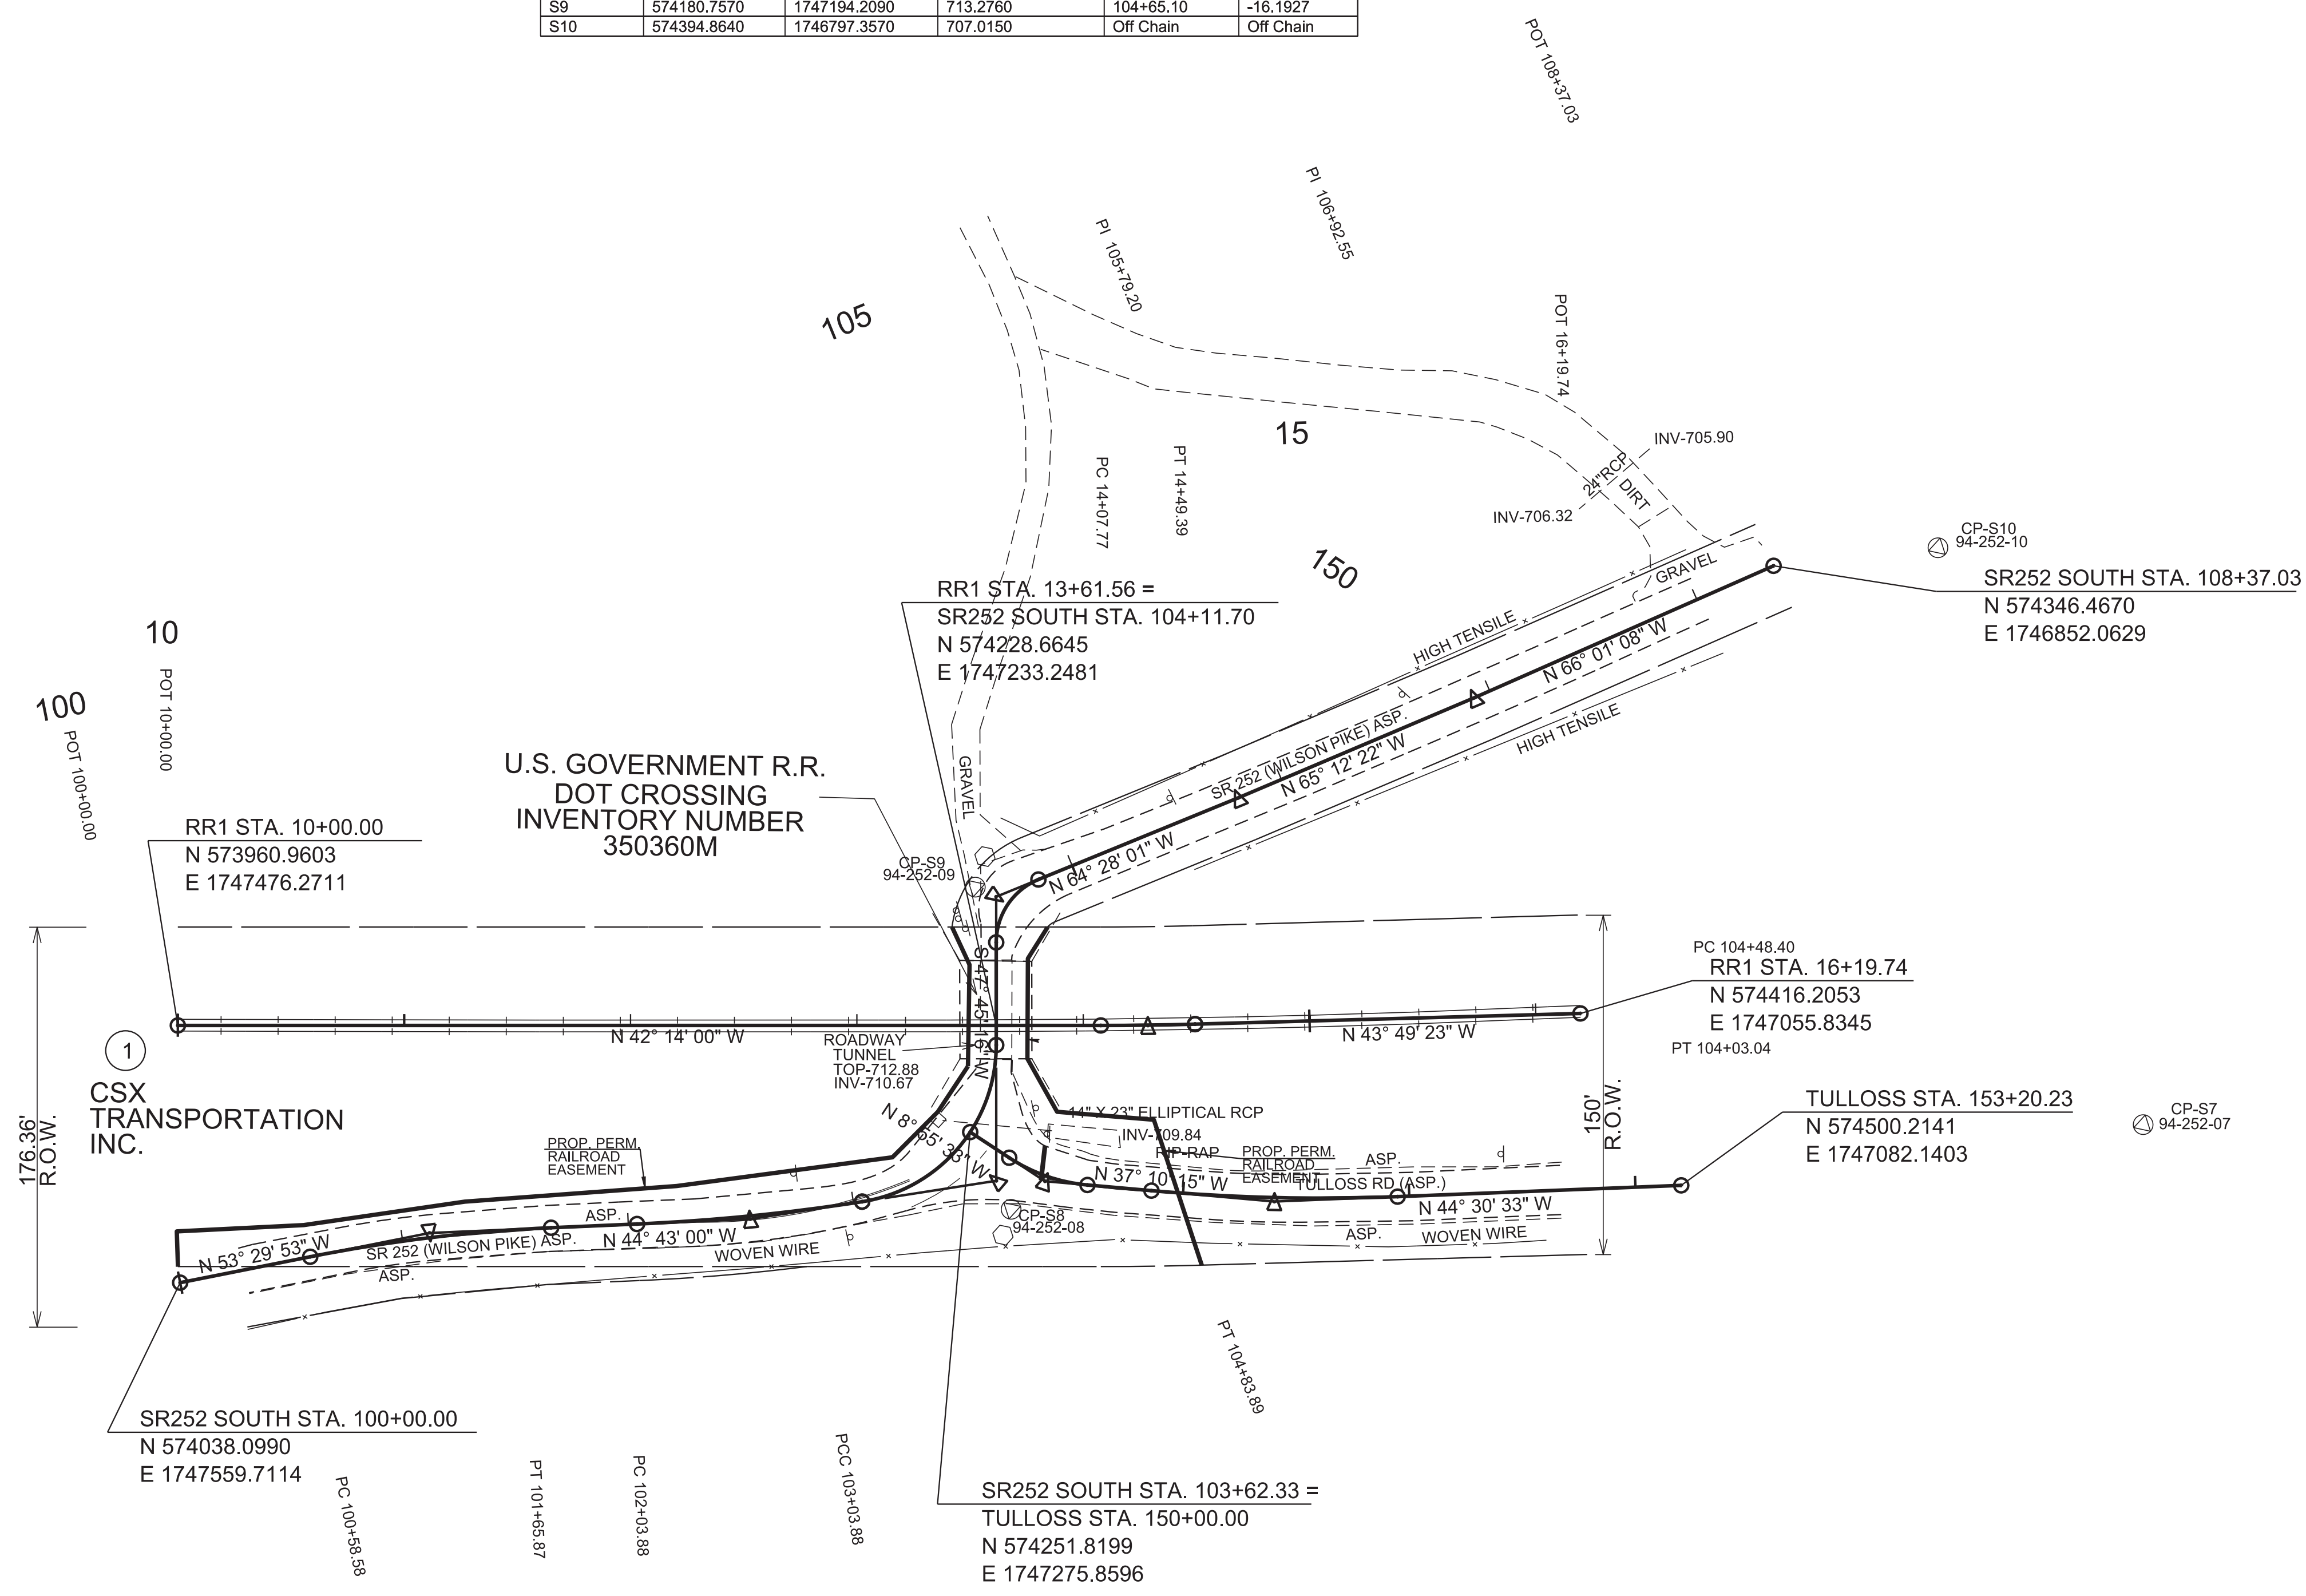 S9 574180.7570 1747194.2090 713.2760 104+65.10 -16.1927
S10 574394.8640 1746797.3570 707.0150 Off Chain Off Chain
POT 108+37.03
PI 106+92.55
PI 105+79.20
105
POT 16+19.74
15
PC 14+07.77
PT 14+49.39
150
INV-705.90
24"RCP
DIRT
INV-706.32
CP-S10
94-252-10
SR252 SOUTH STA. 108+37.03
N 574346.4670
E 1746852.0629
GRAVEL
HIGH TENSILE
N 66° 01' 08" W
SR 252 (WILSON PIKE) ASP.
N 65° 12' 22" W
HIGH TENSILE
N 64° 28' 01" W
RR1 STA. 13+61.56 =
SR252 SOUTH STA. 104+11.70
N 574228.6645
E 1747233.2481
10
POT 10+00.00
100
POT 100+00.00
U.S. GOVERNMENT R.R.
DOT CROSSING
INVENTORY NUMBER
350360M
GRAVEL
CP-S9
94-252-09
RR1 STA. 10+00.00
N 573960.9603
E 1747476.2711
PC 104+48.40
RR1 STA. 16+19.74
N 574416.2053
E 1747055.8345
PT 104+03.04
S 47° 45' 16" W
N 42° 14' 00" W
N 43° 49' 23" W
ROADWAY
TUNNEL
TOP-712.88
INV-710.67
1
CSX
TRANSPORTATION
INC.
176.36'
R.O.W.
150'
R.O.W.
TULLOSS STA. 153+20.23
N 574500.2141
E 1747082.1403
CP-S7
94-252-07
N 8° 55' 33" W
14" X 23" ELLIPTICAL RCP
INV-709.84
RIP-RAP
PROP. PERM.
RAILROAD
EASEMENT
PROP. PERM.
RAILROAD
EASEMENT
ASP.
N 37° 10' 15" W
TULLOSS RD (ASP.)
N 44° 30' 33" W
CP-S8
94-252-08
ASP.
WOVEN WIRE
ASP.
N 44° 43' 00" W
WOVEN WIRE
SR 252 (WILSON PIKE) ASP.
N 53° 29' 53" W
ASP.
SR252 SOUTH STA. 100+00.00
N 574038.0990
E 1747559.7114
PC 100+58.58
PT 101+65.87
PC 102+03.88
PCC 103+03.88
PT 104+83.89
SR252 SOUTH STA. 103+62.33 =
TULLOSS STA. 150+00.00
N 574251.8199
E 1747275.8596